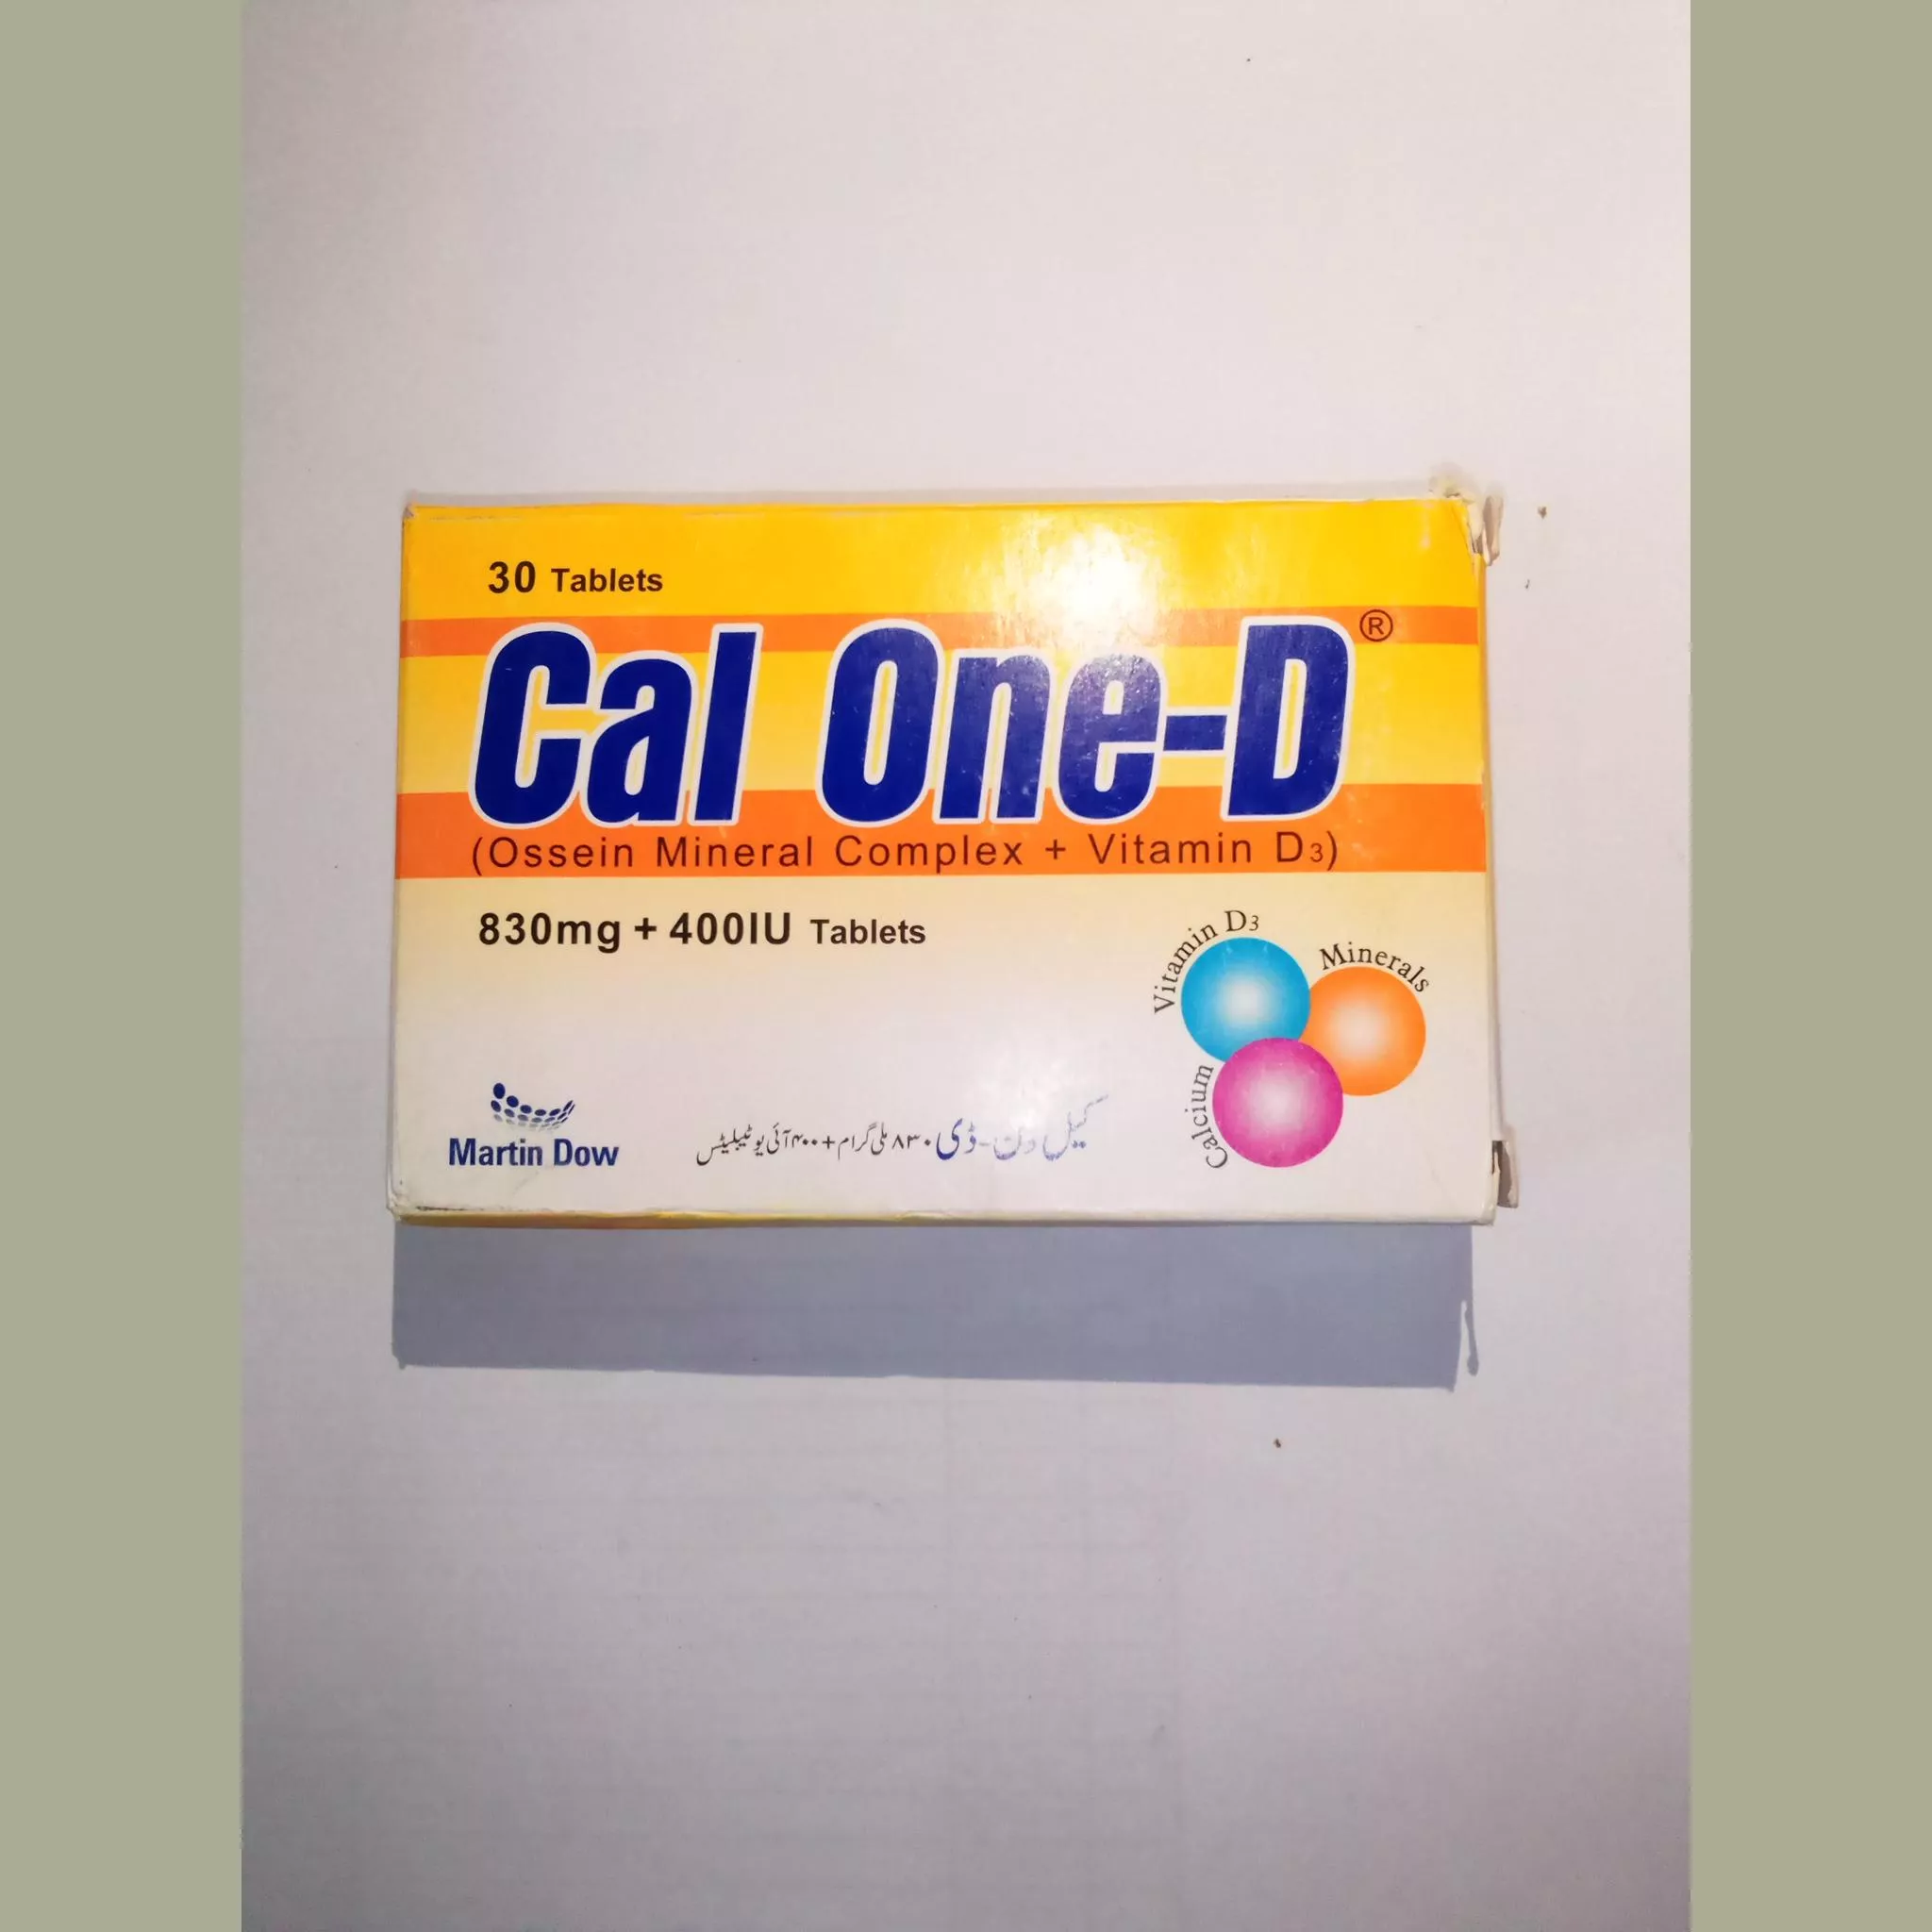 30 Tablets
Cal One-D®
(Ossein Mineral Complex + Vitamin D3)
830mg + 400IU Tablets
Vitamin D3
Minerals
Calcium
Martin Dow
کیل ون-ڈی ۸۳۰ ملی گرام + ۴۰۰ آئی یو ٹیبلیٹس